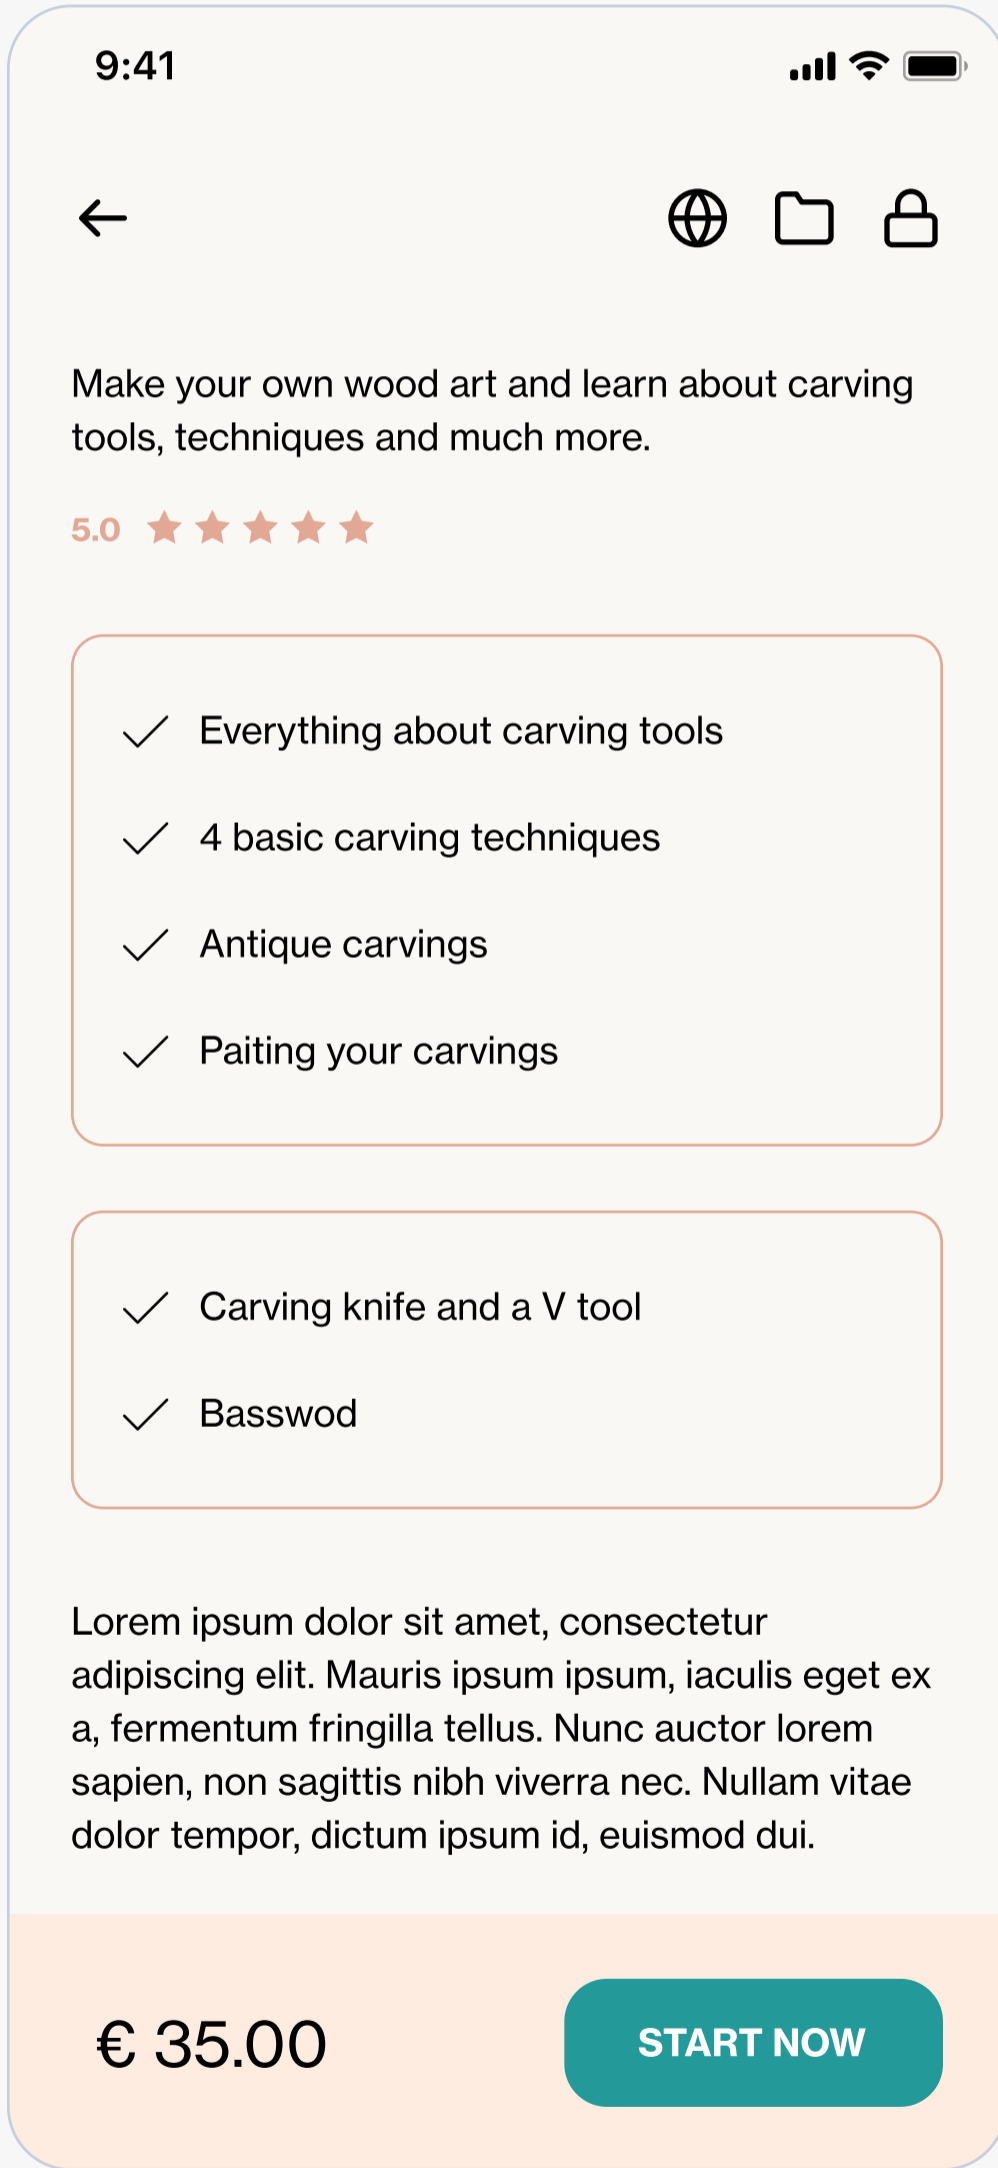 9:41
Make your own wood art and learn about carving
tools, techniques and much more.
5.0
Everything about carving tools
4 basic carving techniques
Antique carvings
Paiting your carvings
Carving knife and a V tool
Basswod
Lorem ipsum dolor sit amet, consectetur
adipiscing elit. Mauris ipsum ipsum, iaculis eget ex
a, fermentum fringilla tellus. Nunc auctor lorem
sapien, non sagittis nibh viverra nec. Nullam vitae
dolor tempor, dictum ipsum id, euismod dui.
€ 35.00
START NOW